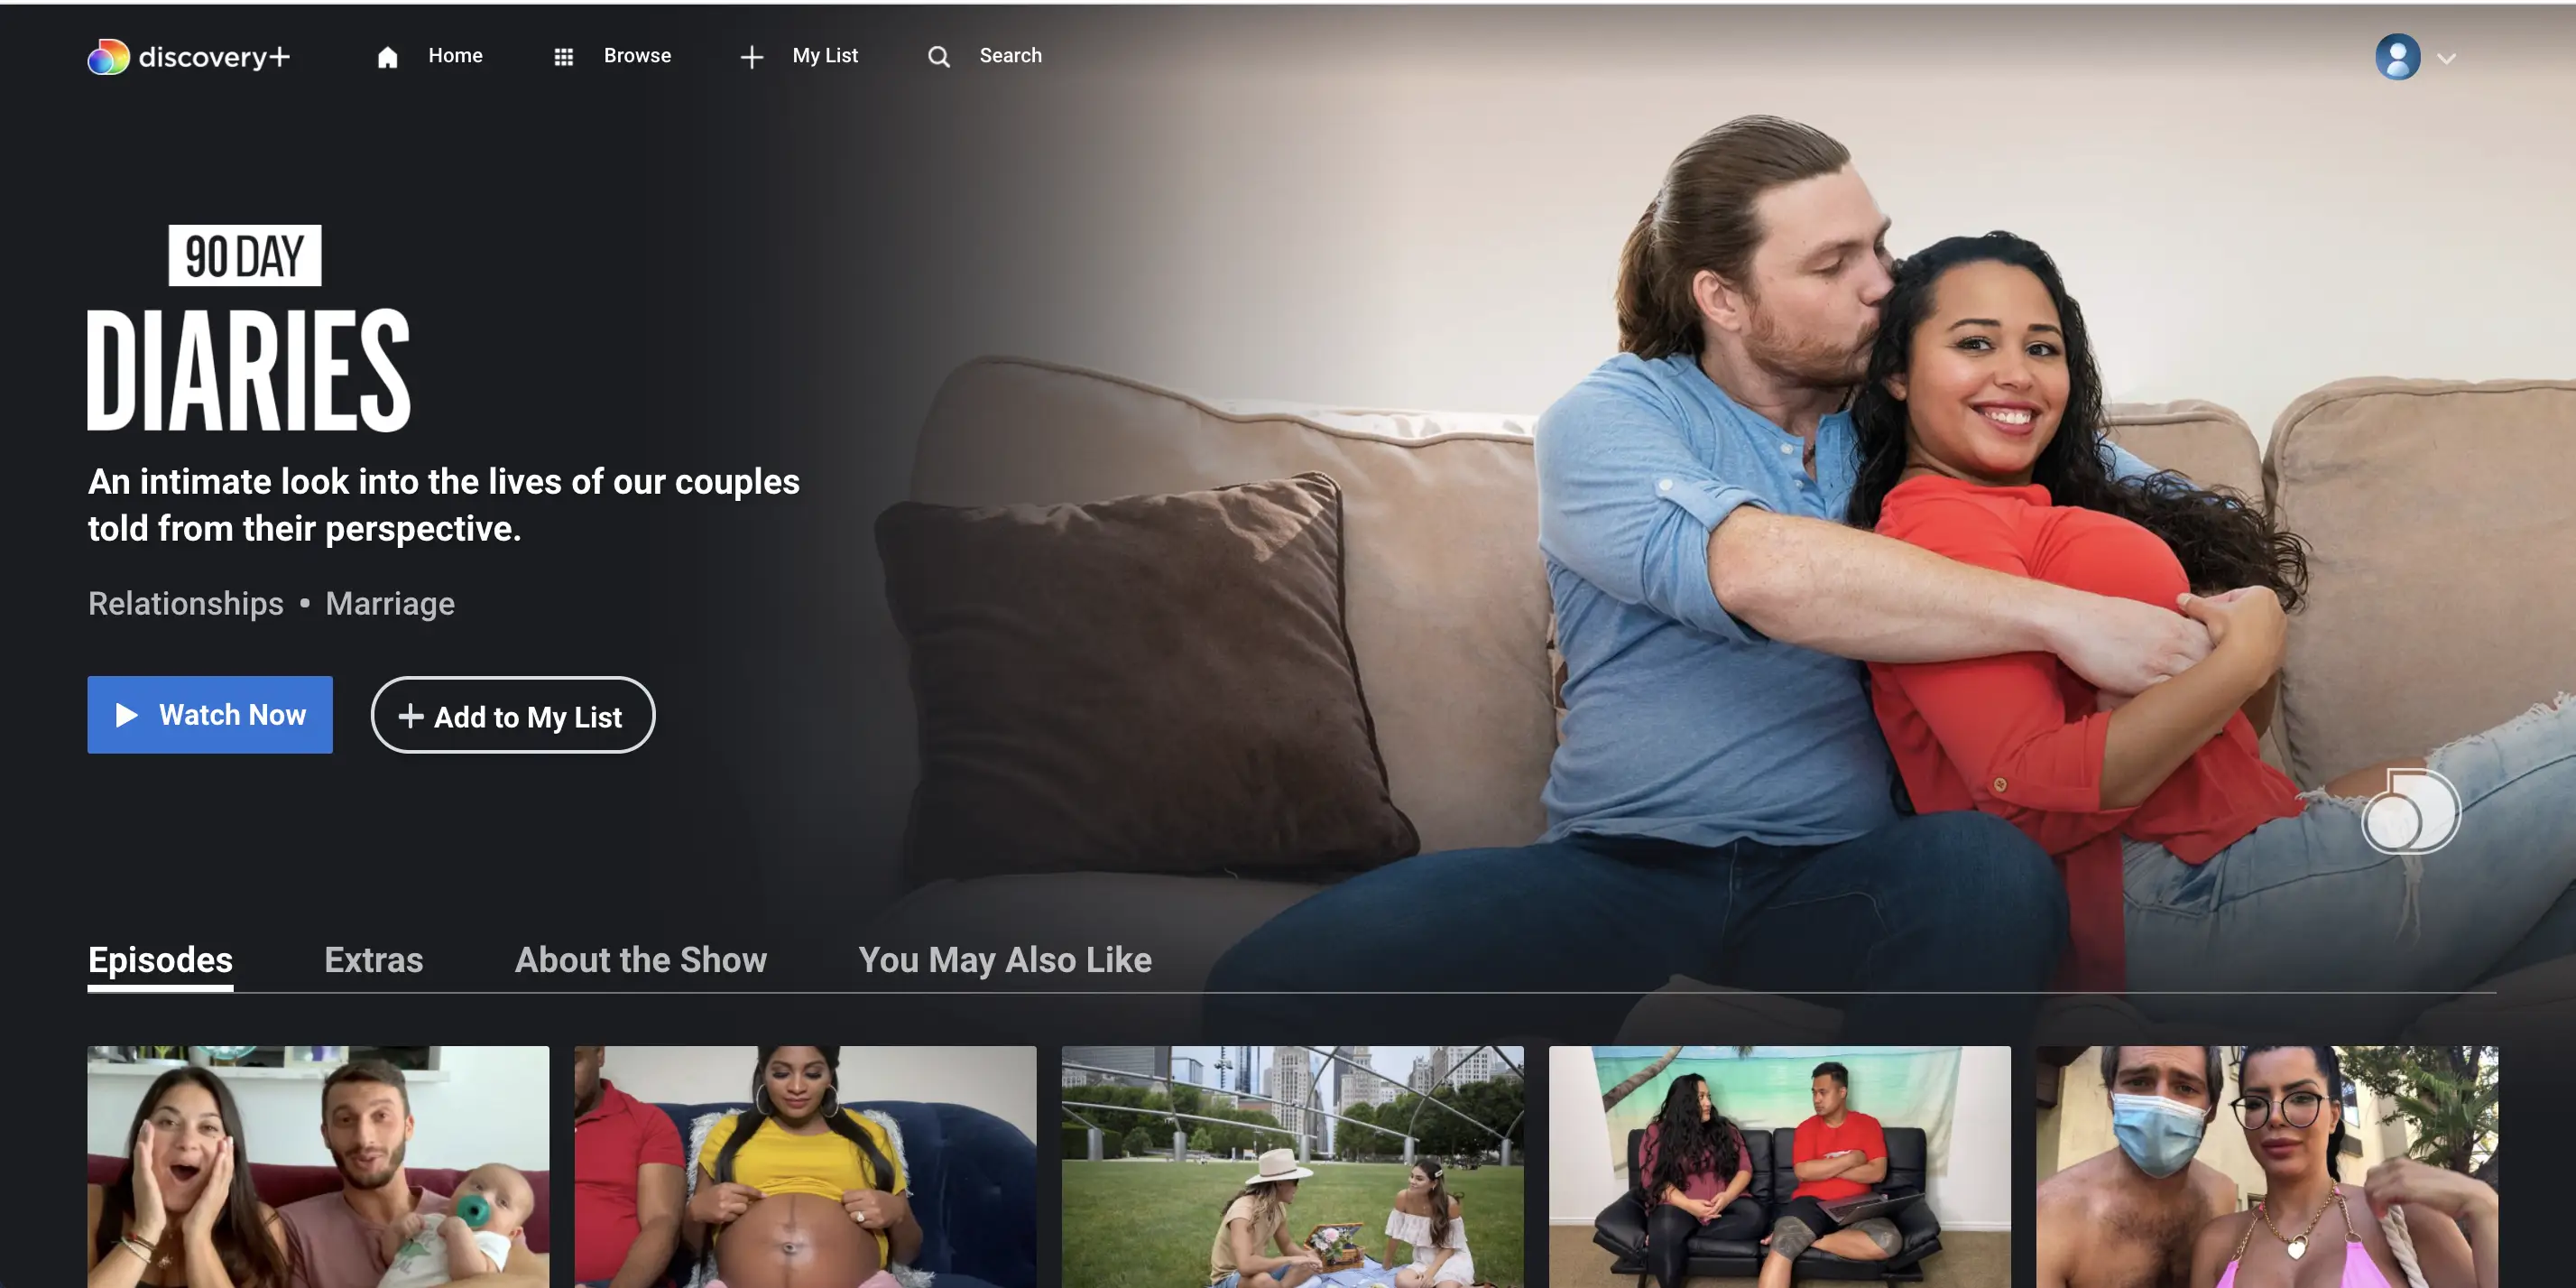 discovery+
Home
Browse
My List
Search
90 DAY
DIARIES
An intimate look into the lives of our couples
told from their perspective.
Relationships • Marriage
Watch Now
+ Add to My List
Episodes
Extras
About the Show
You May Also Like